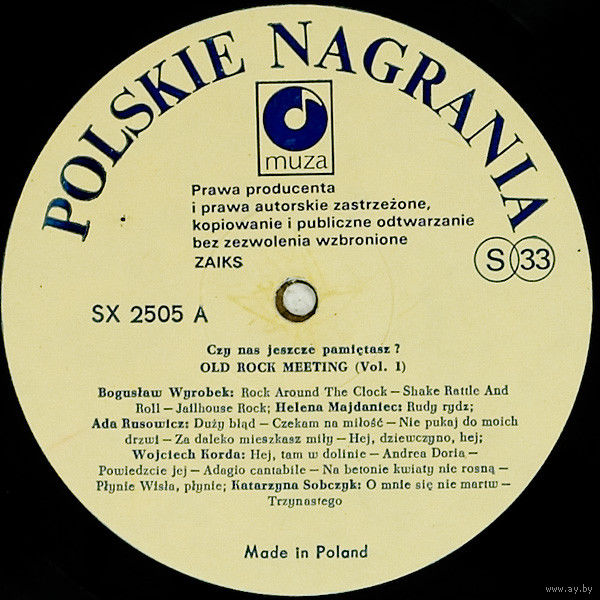 POLSKIE NAGRANIA
muza
Prawa producenta
i prawa autorskie zastrzeżone,
kopiowanie i publiczne odtwarzanie
bez zezwolenia wzbronione
ZAIKS
S 33
SX 2505 A
Czy nas jeszcze pamiętasz?
OLD ROCK MEETING (Vol. 1)
Bogusław Wyrobek: Rock Around The Clock – Shake Rattle And
Roll – Jailhouse Rock; Helena Majdaniec: Rudy rydz;
Ada Rusowicz: Duży błąd – Czekam na miłość – Nie pukaj do moich
drzwi – Za daleko mieszkasz miły – Hej, dziewczyno, hej;
Wojciech Korda: Hej, tam w dolinie – Andrea Doria –
Powiedzcie jej – Adagio cantabile – Na betonie kwiaty nie rosną –
Płynie Wisła, płynie; Katarzyna Sobczyk: O mnie się nie martw –
Trzynastego
Made in Poland
www.ay.by